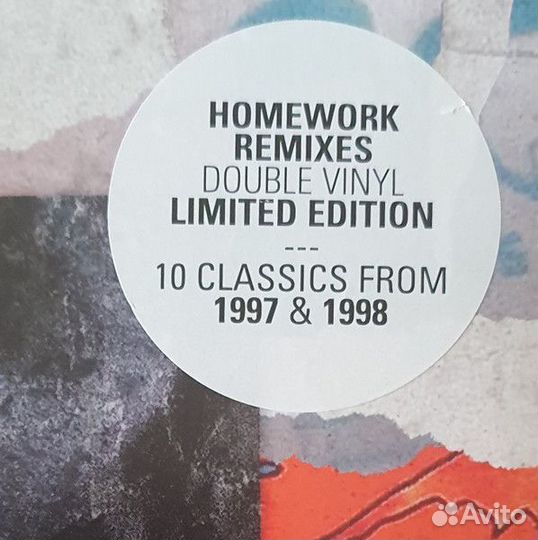 HOMEWORK
REMIXES
DOUBLE VINYL
LIMITED EDITION
---
10 CLASSICS FROM
1997 & 1998
Avito